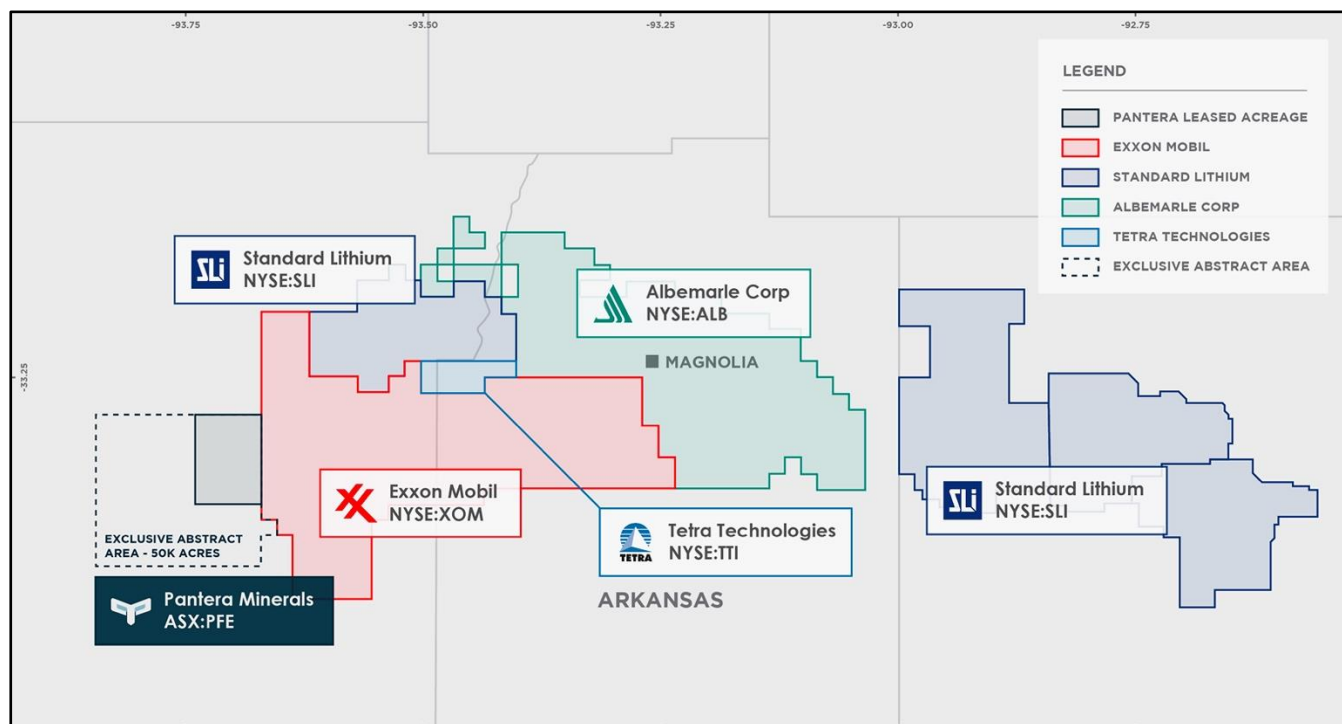 -93.75
-93.50
-93.25
-93.00
-92.75
-33.25
LEGEND
PANTERA LEASED ACREAGE
EXXON MOBIL
STANDARD LITHIUM
ALBEMARLE CORP
TETRA TECHNOLOGIES
EXCLUSIVE ABSTRACT AREA
SLi
Standard Lithium
NYSE:SLI
Albemarle Corp
NYSE:ALB
MAGNOLIA
Exxon Mobil
NYSE:XOM
SLi
Standard Lithium
NYSE:SLI
TETRA
Tetra Technologies
NYSE:TTI
EXCLUSIVE ABSTRACT
AREA - 50K ACRES
Pantera Minerals
ASX:PFE
ARKANSAS